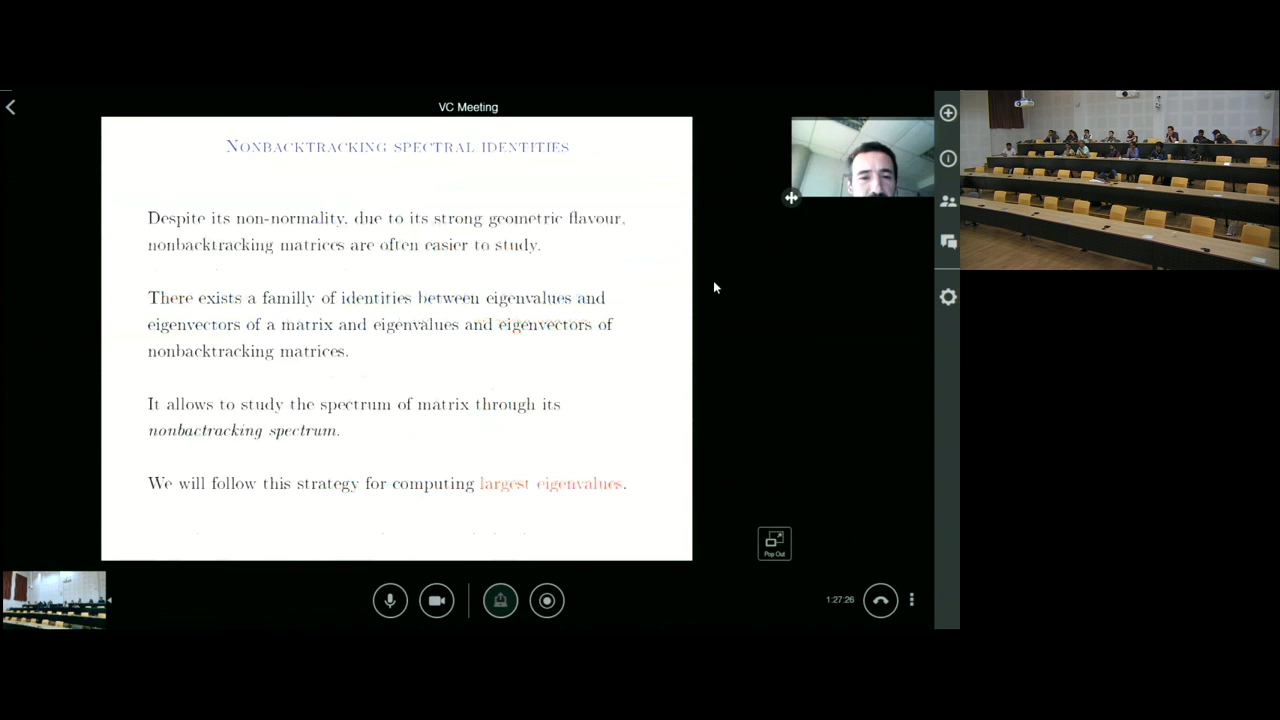 VC Meeting
NONBACKTRACKING SPECTRAL IDENTITIES
Despite its non-normality, due to its strong geometric flavour,
nonbacktracking matrices are often easier to study.
There exists a familly of identities between eigenvalues and
eigenvectors of a matrix and eigenvalues and eigenvectors of
nonbacktracking matrices.
It allows to study the spectrum of matrix through its
nonbactracking spectrum.
We will follow this strategy for computing largest eigenvalues.
Pop Out
1:27:26